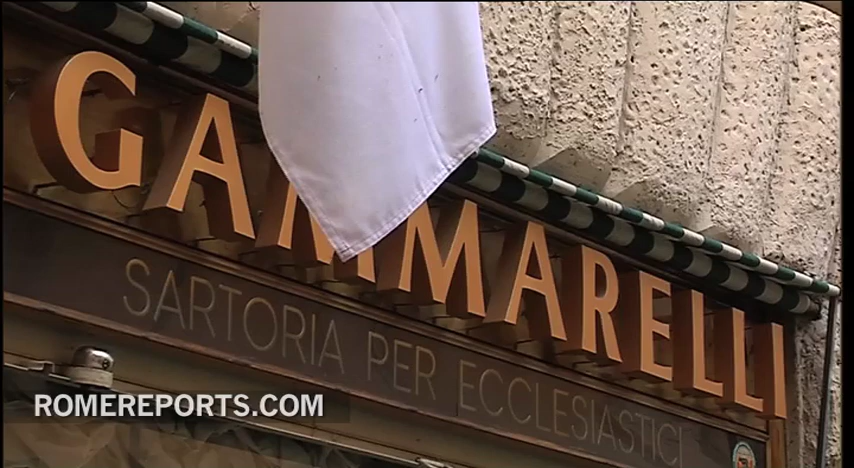 GAMMARELLI
SARTORIA PER ECCLESIASTICI
ROMEREPORTS.COM